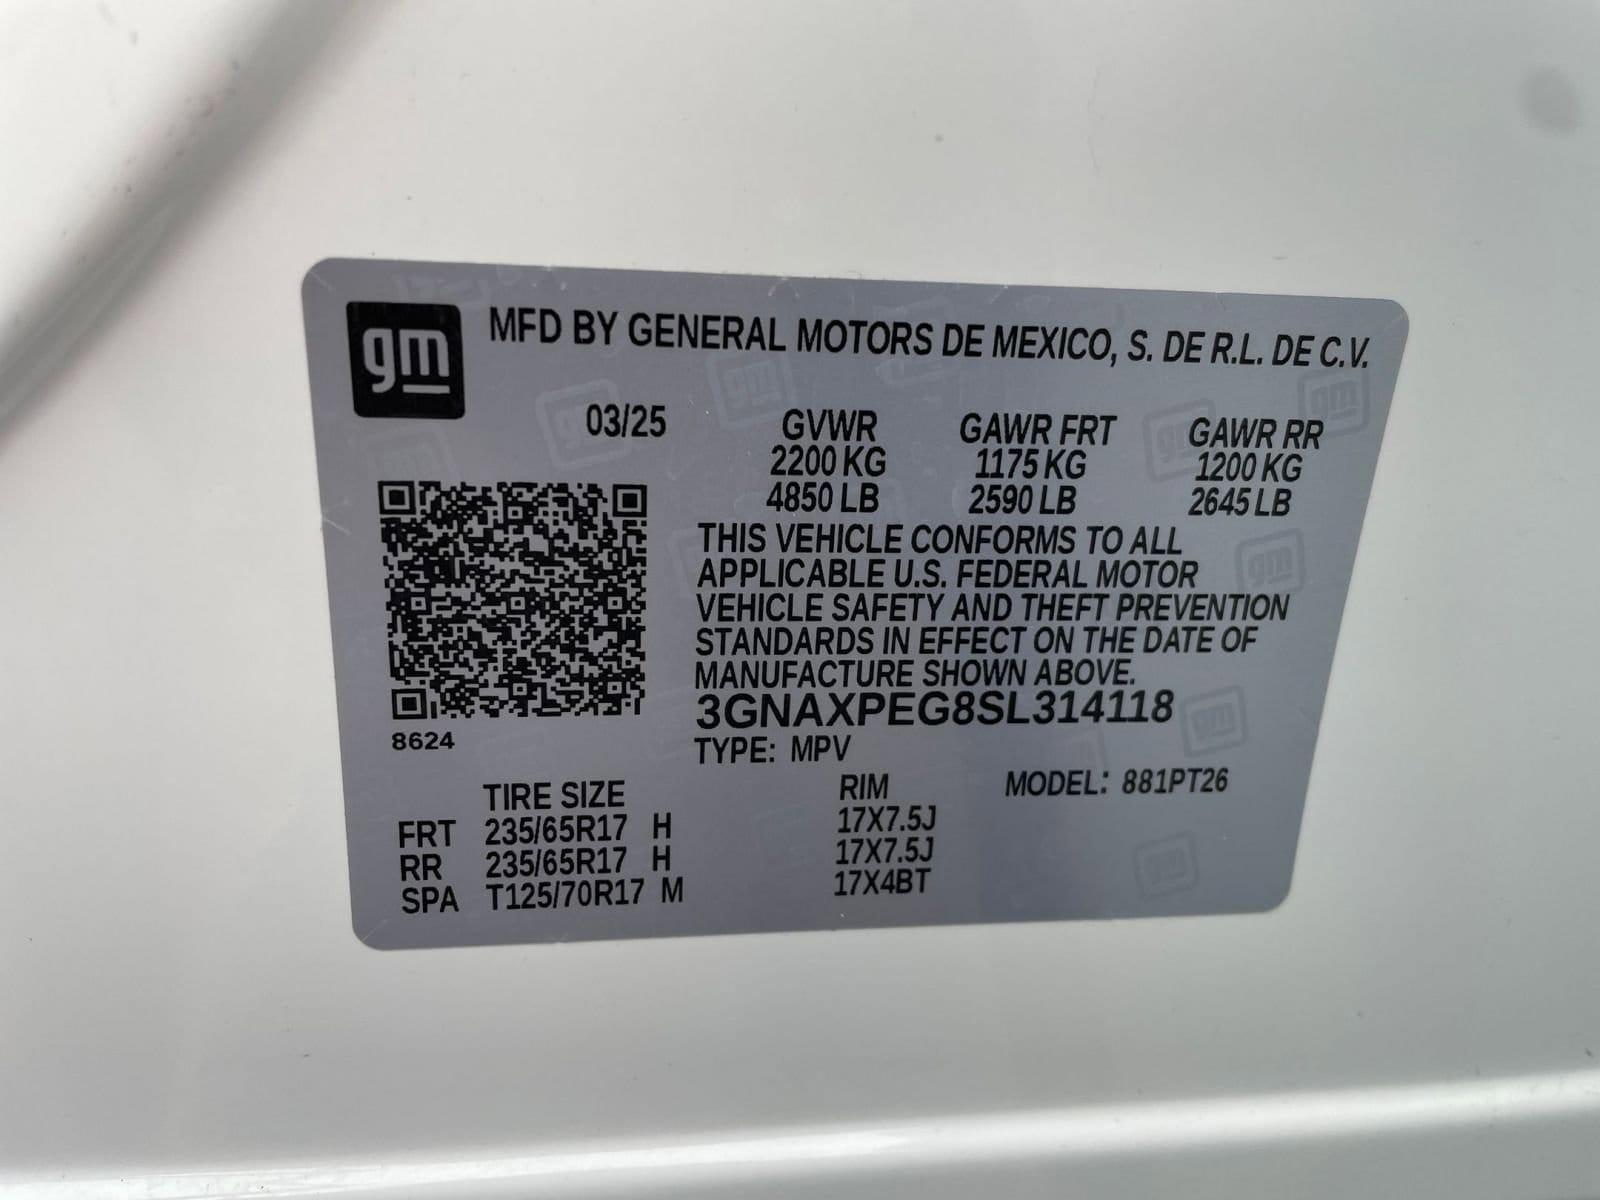 gm
MFD BY GENERAL MOTORS DE MEXICO, S. DE R.L. DE C.V.
03/25 GVWR GAWR FRT GAWR RR
2200 KG 1175 KG 1200 KG
4850 LB 2590 LB 2645 LB
THIS VEHICLE CONFORMS TO ALL
APPLICABLE U.S. FEDERAL MOTOR
VEHICLE SAFETY AND THEFT PREVENTION
STANDARDS IN EFFECT ON THE DATE OF
MANUFACTURE SHOWN ABOVE.
3GNAXPEG8SL314118
8624
TYPE: MPV
TIRE SIZE RIM MODEL: 881PT26
FRT 235/65R17 H 17X7.5J
RR 235/65R17 H 17X7.5J
SPA T125/70R17 M 17X4BT